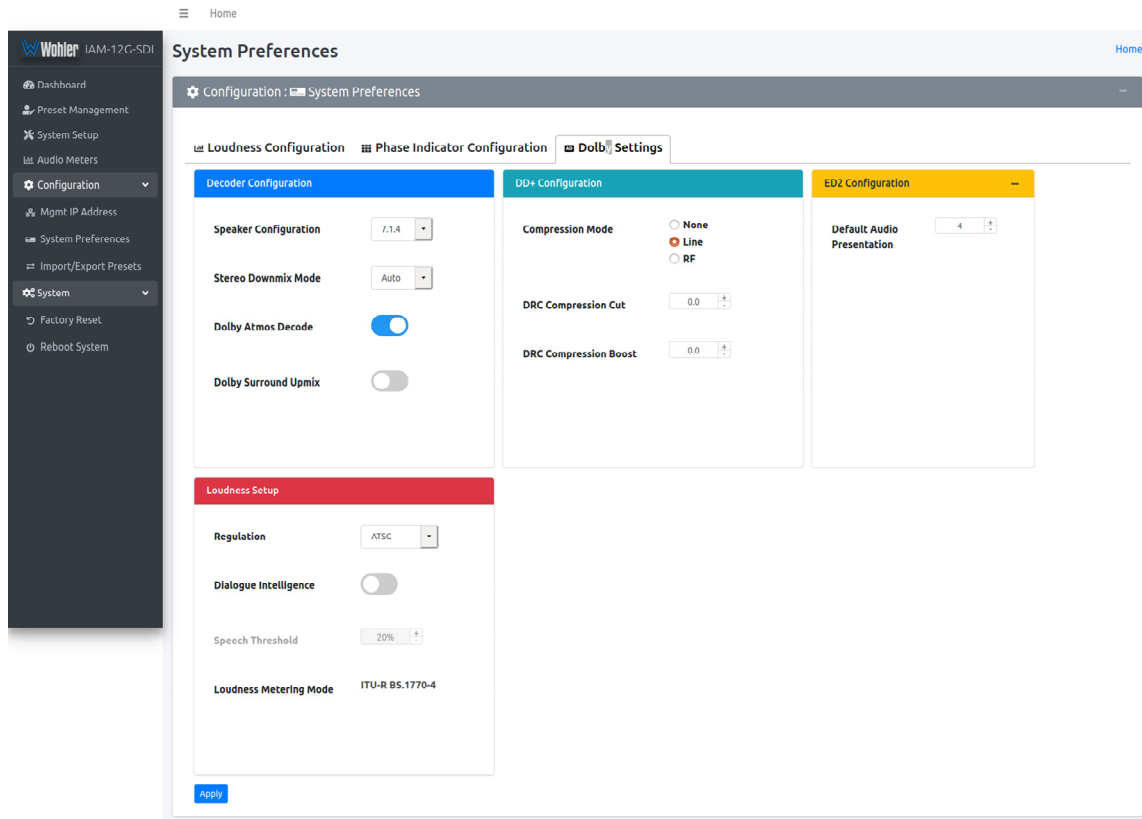 Home
Wohler iAM-12G-SDI
System Preferences
Home
Dashboard
Preset Management
System Setup
Audio Meters
Configuration
Mgmt IP Address
System Preferences
Import/Export Presets
System
Factory Reset
Reboot System
Configuration : System Preferences
Loudness Configuration Phase Indicator Configuration Dolby Settings
Decoder Configuration
Speaker Configuration 7.1.4
Stereo Downmix Mode Auto
Dolby Atmos Decode
Dolby Surround Upmix
DD+ Configuration
Compression Mode None
Line
RF
DRC Compression Cut 0.0
DRC Compression Boost 0.0
ED2 Configuration
Default Audio 4
Presentation
Loudness Setup
Regulation ATSC
Dialogue Intelligence
Speech Threshold 20%
Loudness Metering Mode ITU-R BS.1770-4
Apply